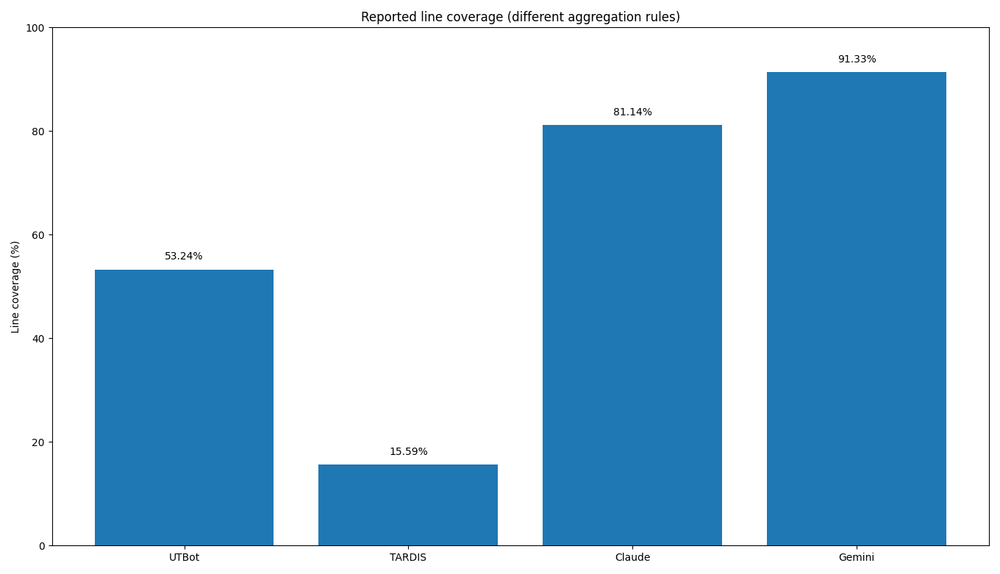 Reported line coverage (different aggregation rules)
Line coverage (%)
100
80
60
40
20
0
53.24%
15.59%
81.14%
91.33%
UTBot
TARDIS
Claude
Gemini